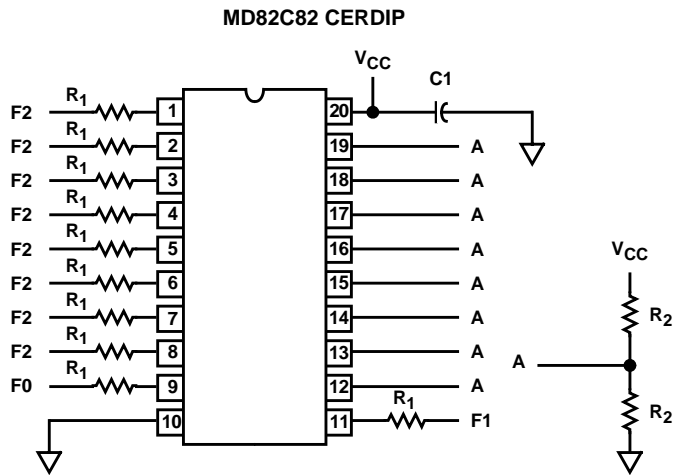 MD82C82 CERDIP
VCC
C1
R1
F2 1 20
R1
F2 2 19 A
R1
F2 3 18 A
R1
F2 4 17 A
R1
F2 5 16 A
R1
F2 6 15 A
R1
F2 7 14 A
R1
F2 8 13 A
R1
F0 9 12 A
R1
10 11 F1
VCC
R2
A
R2